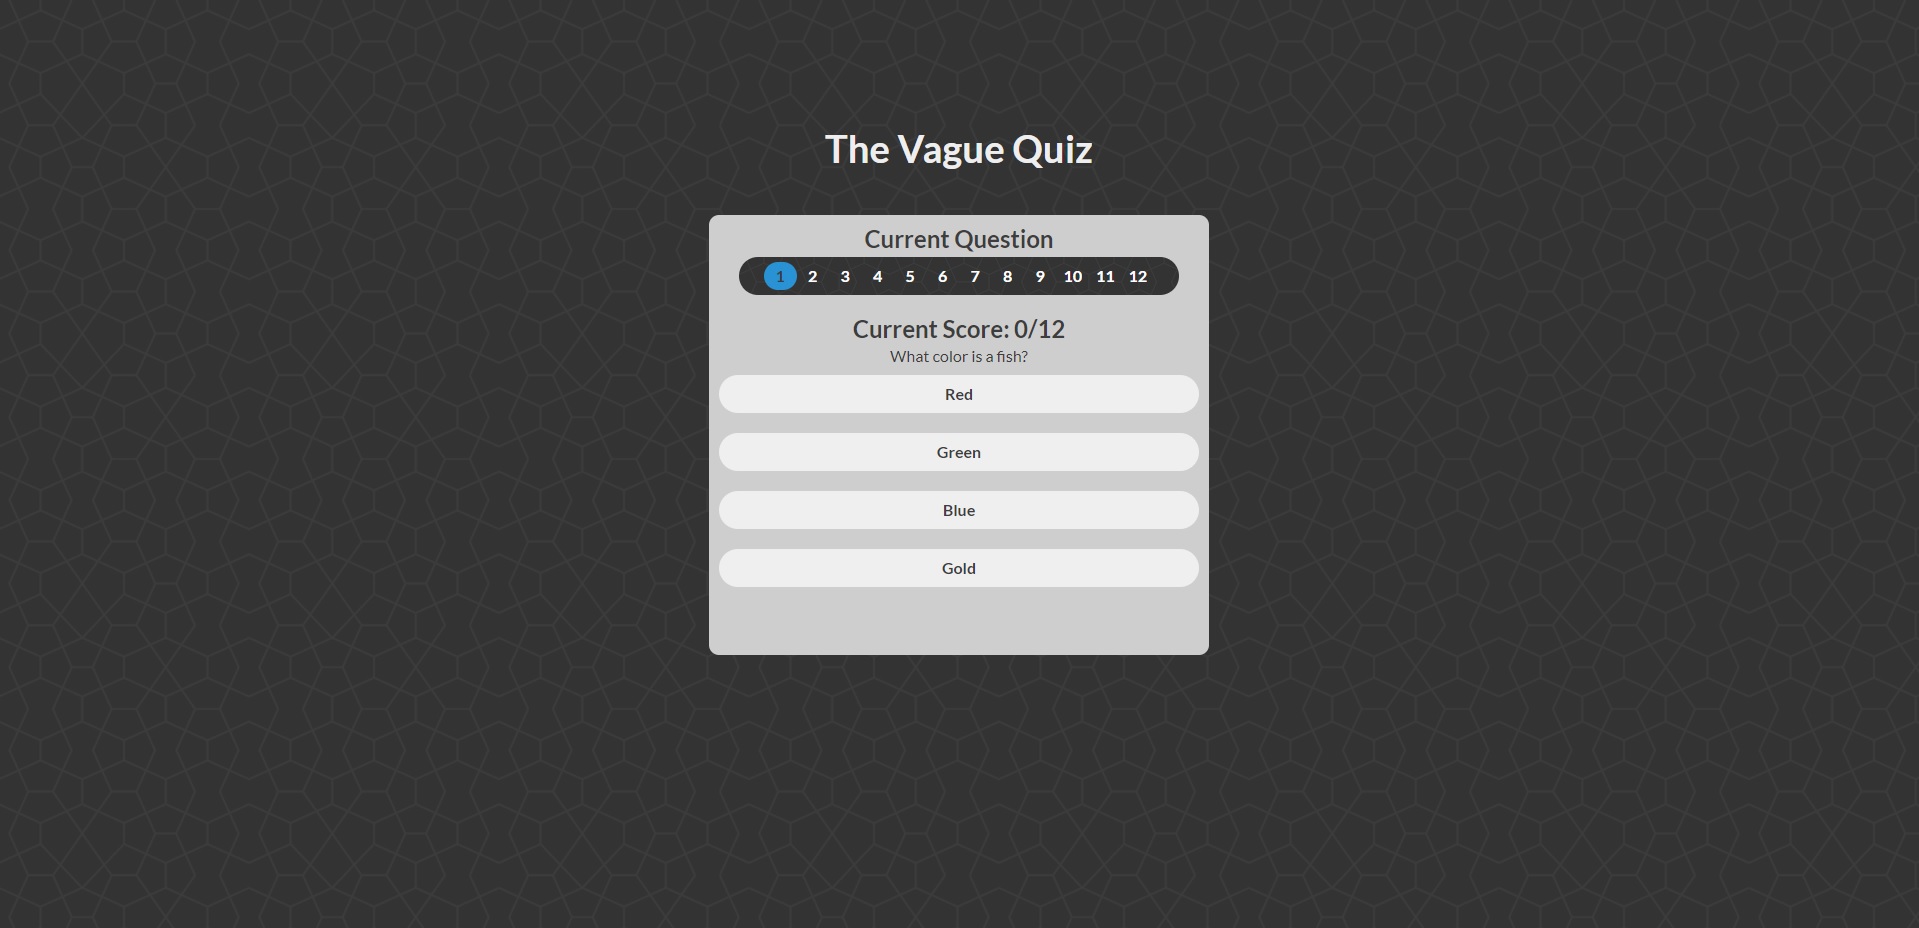 The Vague Quiz
Current Question
1 2 3 4 5 6 7 8 9 10 11 12
Current Score: 0/12
What color is a fish?
Red
Green
Blue
Gold